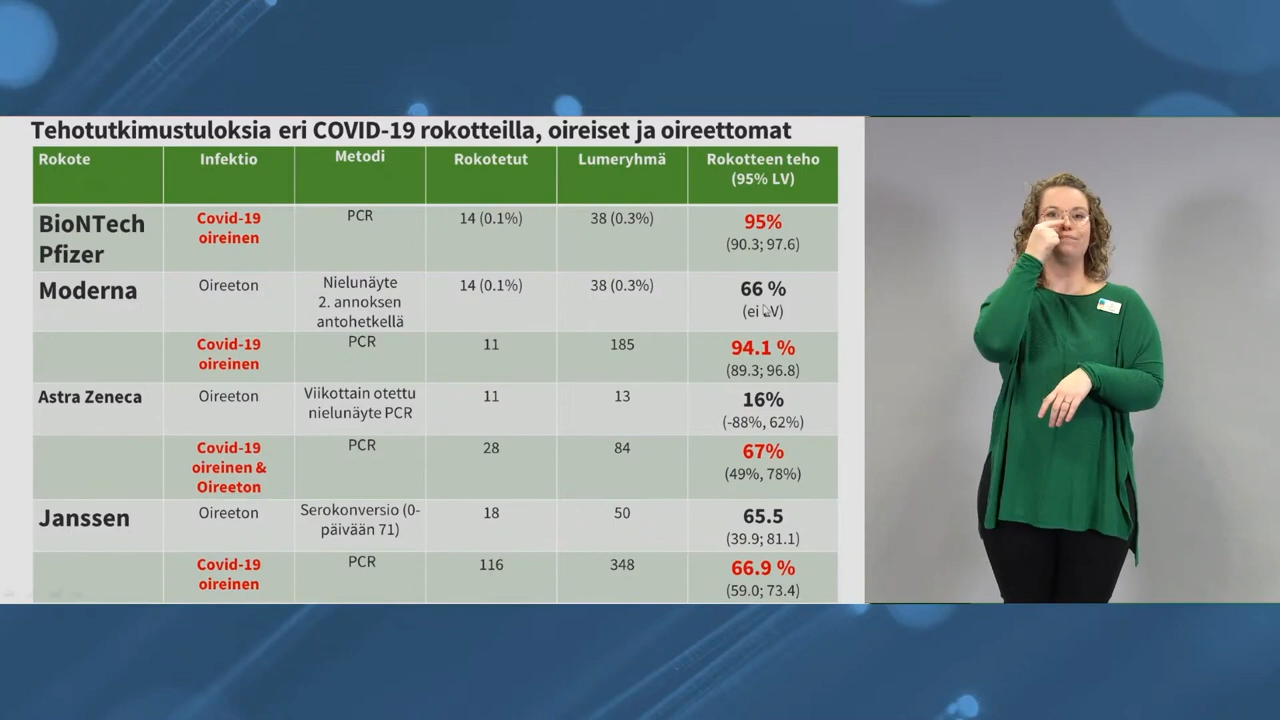 Tehotutkimustuloksia eri COVID-19 rokotteilla, oireiset ja oireettomat
Rokote Infektio Metodi Rokotetut Lumeryhmä Rokotteen teho
(95% LV)
BioNTech
Pfizer
Covid-19
oireinen
PCR
14 (0.1%)
38 (0.3%)
95%
(90.3; 97.6)
Moderna
Oireeton
Nielunäyte
2. annoksen
antohetkellä
14 (0.1%)
38 (0.3%)
66 %
(ei LV)
Covid-19
oireinen
PCR
11
185
94.1 %
(89.3; 96.8)
Astra Zeneca
Oireeton
Viikottain otettu
nielunäyte PCR
11
13
16%
(-88%, 62%)
Covid-19
oireinen &
Oireeton
PCR
28
84
67%
(49%, 78%)
Janssen
Oireeton
Serokonversio (0-
päivään 71)
18
50
65.5
(39.9; 81.1)
Covid-19
oireinen
PCR
116
348
66.9 %
(59.0; 73.4)